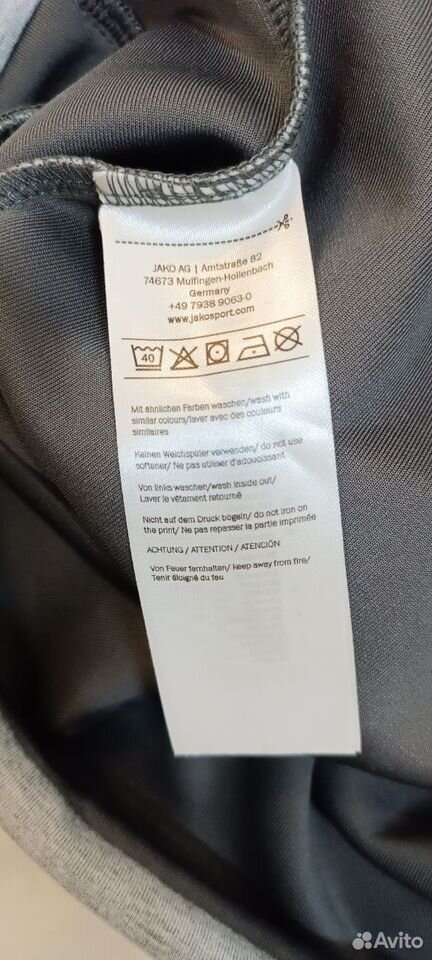 JAKO AG | Amtstraße 82
74673 Mulfingen-Hollenbach
Germany
+49 7938 9063-0
www.jakosport.com
40
Mit ähnlichen Farben waschen/wash with
similar colours/laver avec des couleurs
similaires
Keinen Weichspüler verwenden/ do not use
softener/ Ne pas utiliser d'adoucissant
Von links waschen/wash inside out/
Laver le vêtement retourné
Nicht auf dem Druck bügeln/ do not iron on
the print/ Ne pas repasser la partie imprimée
ACHTUNG / ATTENTION / ATENCIÓN:
Von Feuer fernhalten/ keep away from fire/
Tenir éloigné du feu
Avito